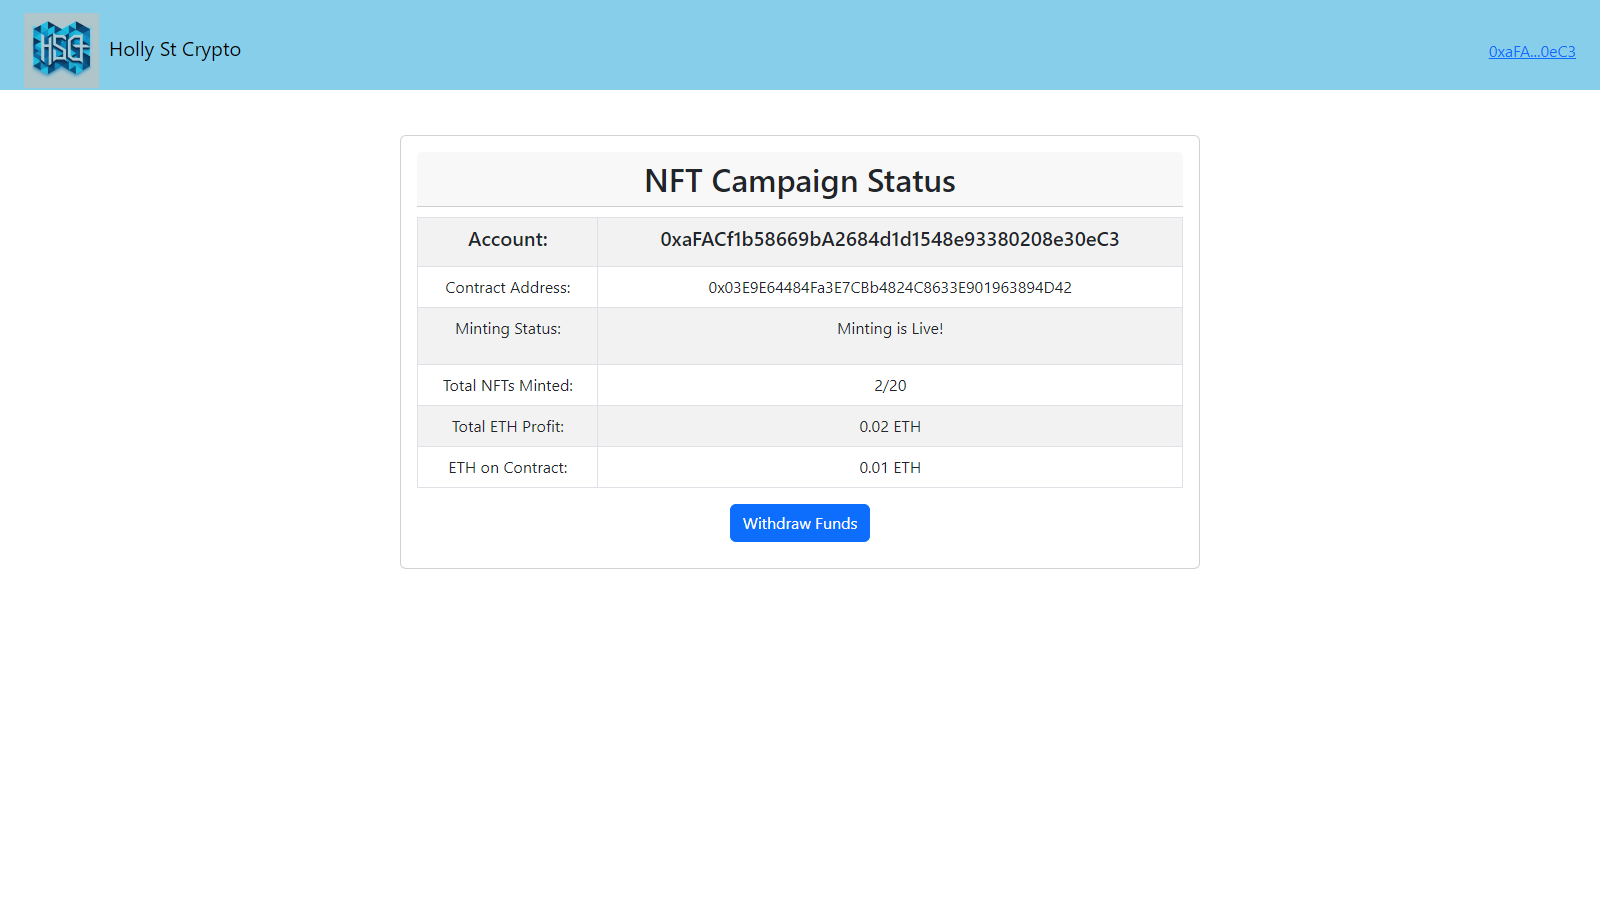 HSC
Holly St Crypto
0xaFA...0eC3
NFT Campaign Status
Account: 0xaFACf1b58669bA2684d1d1548e93380208e30eC3
Contract Address: 0x03E9E64484Fa3E7CBb4824C8633E901963894D42
Minting Status: Minting is Live!
Total NFTs Minted: 2/20
Total ETH Profit: 0.02 ETH
ETH on Contract: 0.01 ETH
Withdraw Funds